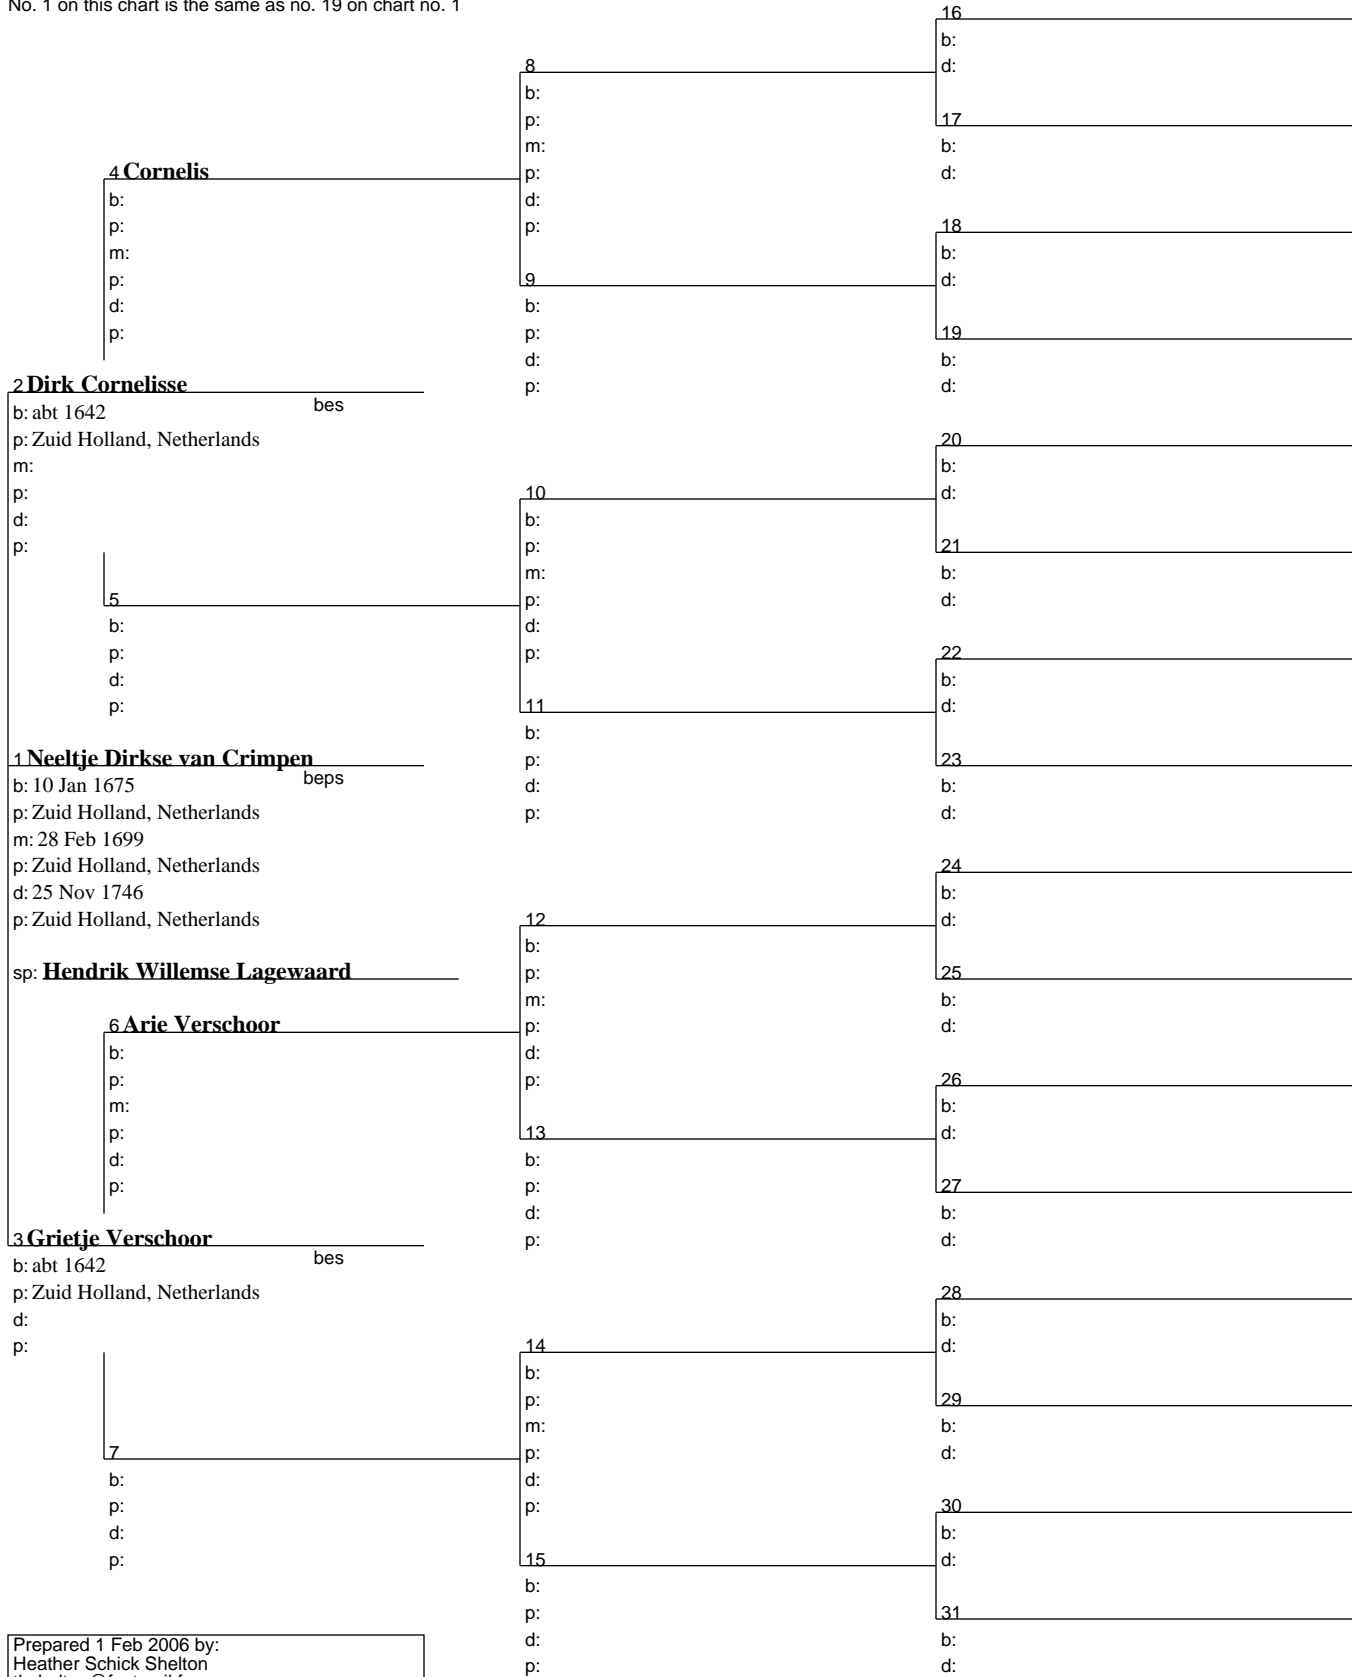 No. 1 on this chart is the same as no. 19 on chart no. 1
16
b:
d:
8
b:
p:
m:
p:
d:
p:
17
b:
d:
4 Cornelis
b:
p:
m:
p:
d:
p:
18
b:
d:
9
b:
p:
d:
p:
19
b:
d:
2 Dirk Cornelisse
bes
b: abt 1642
p: Zuid Holland, Netherlands
m:
p:
d:
p:
20
b:
d:
10
b:
p:
m:
p:
d:
p:
21
b:
d:
5
b:
p:
d:
p:
22
b:
d:
11
b:
p:
d:
p:
23
b:
d:
1 Neeltje Dirkse van Crimpen
beps
b: 10 Jan 1675
p: Zuid Holland, Netherlands
m: 28 Feb 1699
p: Zuid Holland, Netherlands
d: 25 Nov 1746
p: Zuid Holland, Netherlands
sp: Hendrik Willemse Lagewaard
24
b:
d:
12
b:
p:
m:
p:
d:
p:
25
b:
d:
6 Arie Verschoor
b:
p:
m:
p:
d:
p:
26
b:
d:
13
b:
p:
d:
p:
27
b:
d:
3 Grietje Verschoor
bes
b: abt 1642
p: Zuid Holland, Netherlands
d:
p:
28
b:
d:
14
b:
p:
m:
p:
d:
p:
29
b:
d:
7
b:
p:
d:
p:
30
b:
d:
15
b:
p:
d:
p:
31
b:
d:
Prepared 1 Feb 2006 by:
Heather Schick Shelton